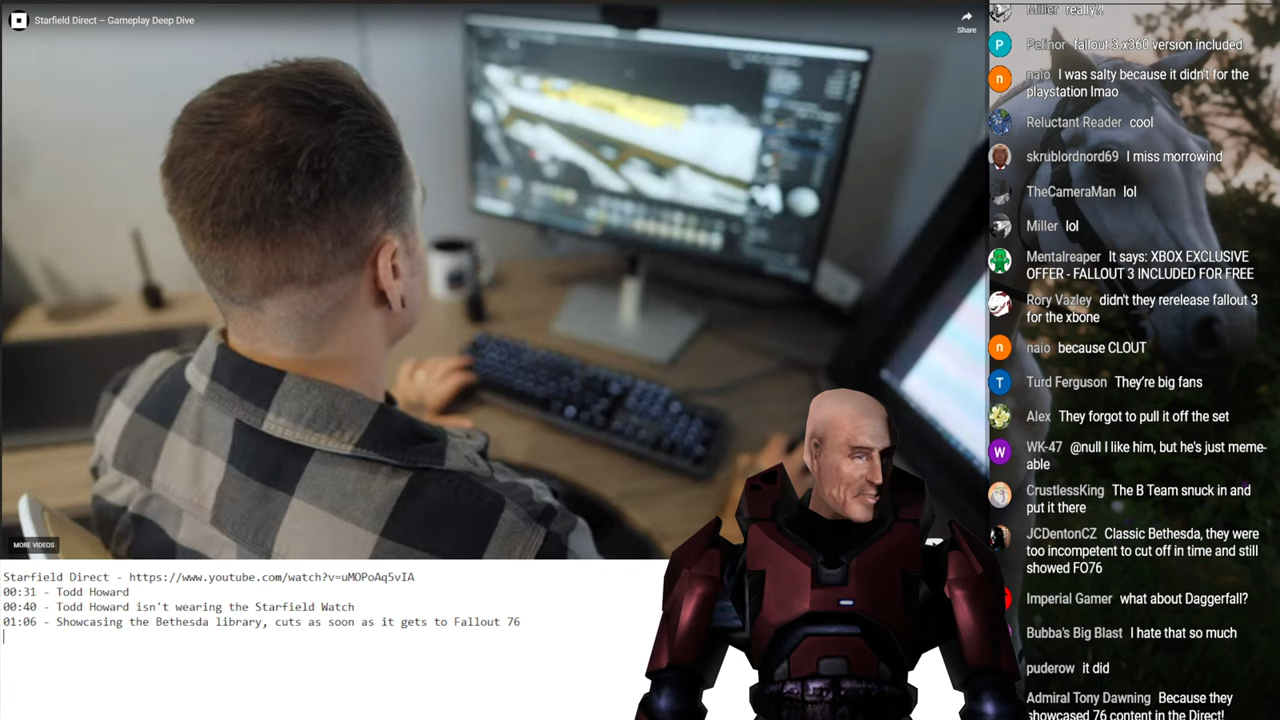 Starfield Direct – Gameplay Deep Dive
Share
MORE VIDEOS
Starfield Direct - https://www.youtube.com/watch?v=uMOPoAq5vIA
00:31 - Todd Howard
00:40 - Todd Howard isn't wearing the Starfield Watch
01:06 - Showcasing the Bethesda library, cuts as soon as it gets to Fallout 76
Miller really?!
P
Pelinor fallout 3 x360 version included
n
naio I was salty because it didn't for the
playstation lmao
Reluctant Reader cool
skrublordnord69 I miss morrowind
TheCameraMan lol
Miller lol
Mentalreaper It says: XBOX EXCLUSIVE
OFFER - FALLOUT 3 INCLUDED FOR FREE
Rory Vazley didn't they rerelease fallout 3
for the xbone
n
naio because CLOUT
T
Turd Ferguson They're big fans
Alex They forgot to pull it off the set
W
WK-47 @null I like him, but he's just meme-
able
CrustlessKing The B Team snuck in and
put it there
JCDentonCZ Classic Bethesda, they were
too incompetent to cut off in time and still
showed FO76
Imperial Gamer what about Daggerfall?
Bubba's Big Blast I hate that so much
puderow it did
Admiral Tony Dawning Because they
showcased 76 content in the Direct!